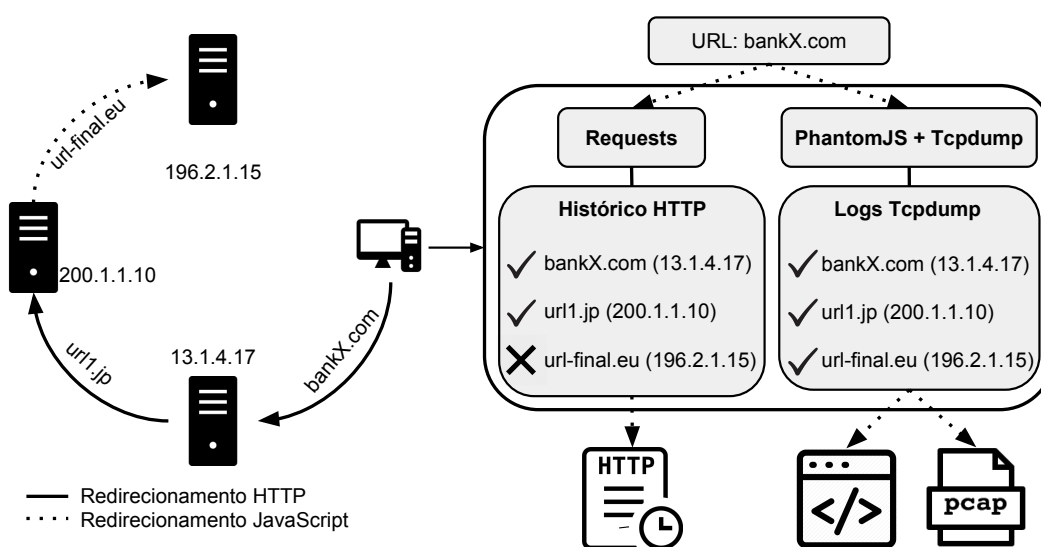 URL: bankX.com
url-final.eu
196.2.1.15
200.1.1.10
url1.jp
13.1.4.17
bankX.com
Redirecionamento HTTP
Redirecionamento JavaScript
Requests
Histórico HTTP
bankX.com (13.1.4.17)
url1.jp (200.1.1.10)
url-final.eu (196.2.1.15)
PhantomJS + Tcpdump
Logs Tcpdump
bankX.com (13.1.4.17)
url1.jp (200.1.1.10)
url-final.eu (196.2.1.15)
HTTP
</>
pcap